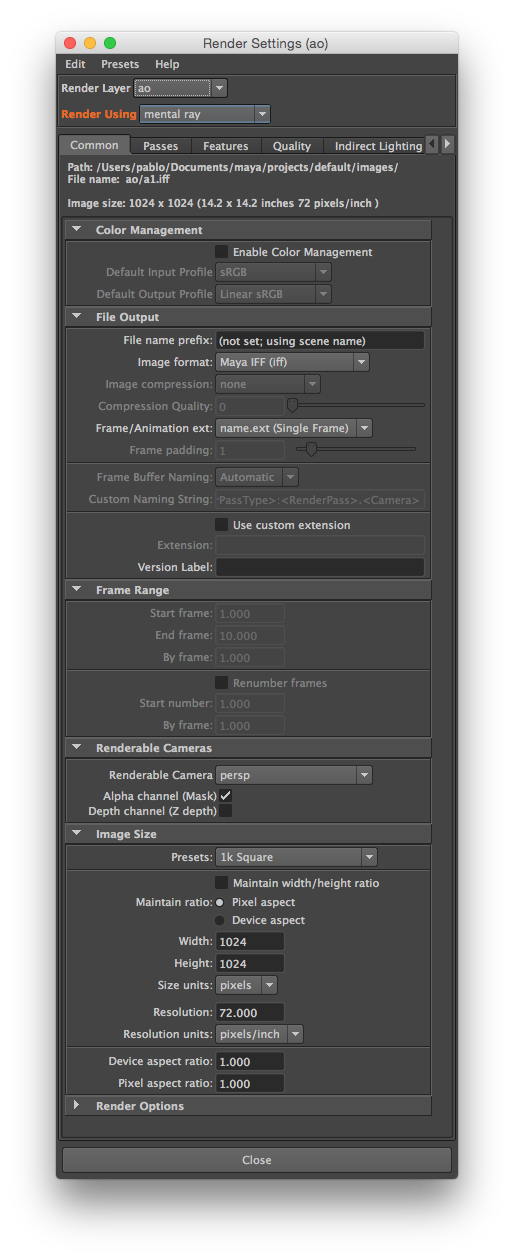 Render Settings (ao)
Edit Presets Help
Render Layer ao
Render Using mental ray
Common Passes Features Quality Indirect Lighting
Path: /Users/pablo/Documents/maya/projects/default/images/
File name: ao/a1.iff
Image size: 1024 x 1024 (14.2 x 14.2 inches 72 pixels/inch )
Color Management
Enable Color Management
Default Input Profile sRGB
Default Output Profile Linear sRGB
File Output
File name prefix: (not set; using scene name)
Image format: Maya IFF (iff)
Image compression: none
Compression Quality: 0
Frame/Animation ext: name.ext (Single Frame)
Frame padding: 1
Frame Buffer Naming: Automatic
Custom Naming String: PassType>:<RenderPass>.<Camera>
Use custom extension
Extension:
Version Label:
Frame Range
Start frame: 1.000
End frame: 10.000
By frame: 1.000
Renumber frames
Start number: 1.000
By frame: 1.000
Renderable Cameras
Renderable Camera persp
Alpha channel (Mask)
Depth channel (Z depth)
Image Size
Presets: 1k Square
Maintain width/height ratio
Maintain ratio: Pixel aspect
Device aspect
Width: 1024
Height: 1024
Size units: pixels
Resolution: 72.000
Resolution units: pixels/inch
Device aspect ratio: 1.000
Pixel aspect ratio: 1.000
Render Options
Close